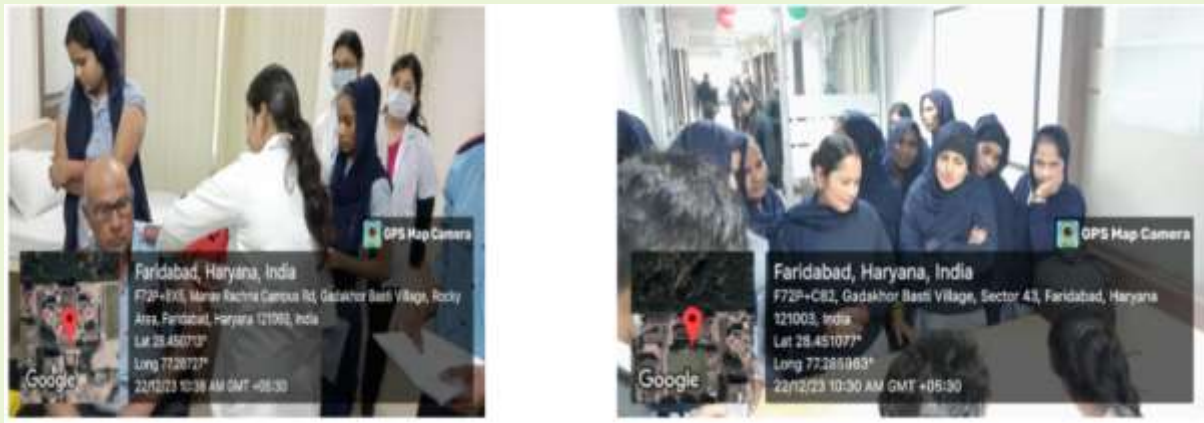 GPS Map Camera
Faridabad, Haryana, India
Manav Rachna Campus Rd, Gadakhor Basti Village, Rocky
Area, Faridabad, Haryana India
Lat 28.450713°
Long 77.28727°
22/12/23 10:38 AM GMT +05:30
Google
GPS Map Camera
Faridabad, Haryana, India
F72P+C82, Gadakhor Basti Village, Sector 43, Faridabad, Haryana
121003, India
Lat 28.451077°
Long 77.285963°
22/12/23 10:30 AM GMT +05:30
Google